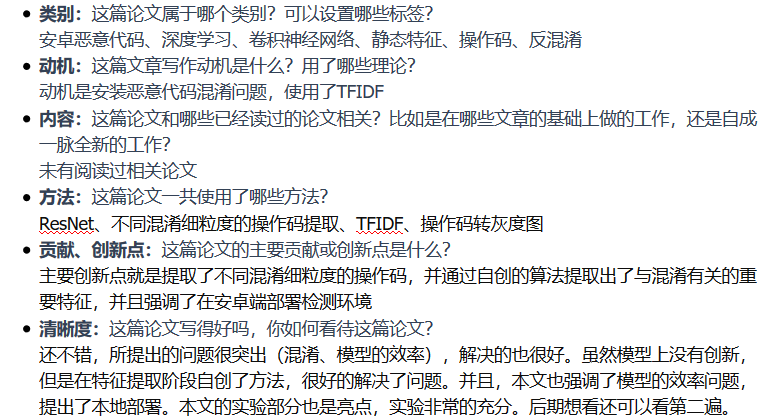 类别：这篇论文属于哪个类别？可以设置哪些标签？
安卓恶意代码、深度学习、卷积神经网络、静态特征、操作码、反混淆
动机：这篇文章写作动机是什么？用了哪些理论？
动机是安装恶意代码混淆问题，使用了TFIDF
内容：这篇论文和哪些已经读过的论文相关？比如是在哪些文章的基础上做的工作，还是自成
一脉全新的工作？
未有阅读过相关论文
方法：这篇论文一共使用了哪些方法？
ResNet、不同混淆细粒度的操作码提取、TFIDF、操作码转灰度图
贡献、创新点：这篇论文的主要贡献或创新点是什么？
主要创新点就是提取了不同混淆细粒度的操作码，并通过自创的算法提取出了与混淆有关的重
要特征，并且强调了在安卓端部署检测环境
清晰度：这篇论文写得好吗，你如何看待这篇论文？
还不错，所提出的问题很突出（混淆、模型的效率），解决的也很好。虽然模型上没有创新，
但是在特征提取阶段自创了方法，很好的解决了问题。并且，本文也强调了模型的效率问题，
提出了本地部署。本文的实验部分也是亮点，实验非常的充分。后期想看还可以看第二遍。